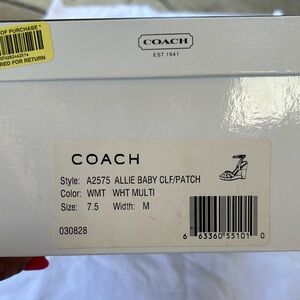 OF PURCHASE
RED FOR RETURN
COACH
EST. 1941
COACH
Style: A2575 ALLIE BABY CLF/PATCH
Color: WMT WHT MULTI
Size: 7.5 Width: M
030828
6 63360 55101 0